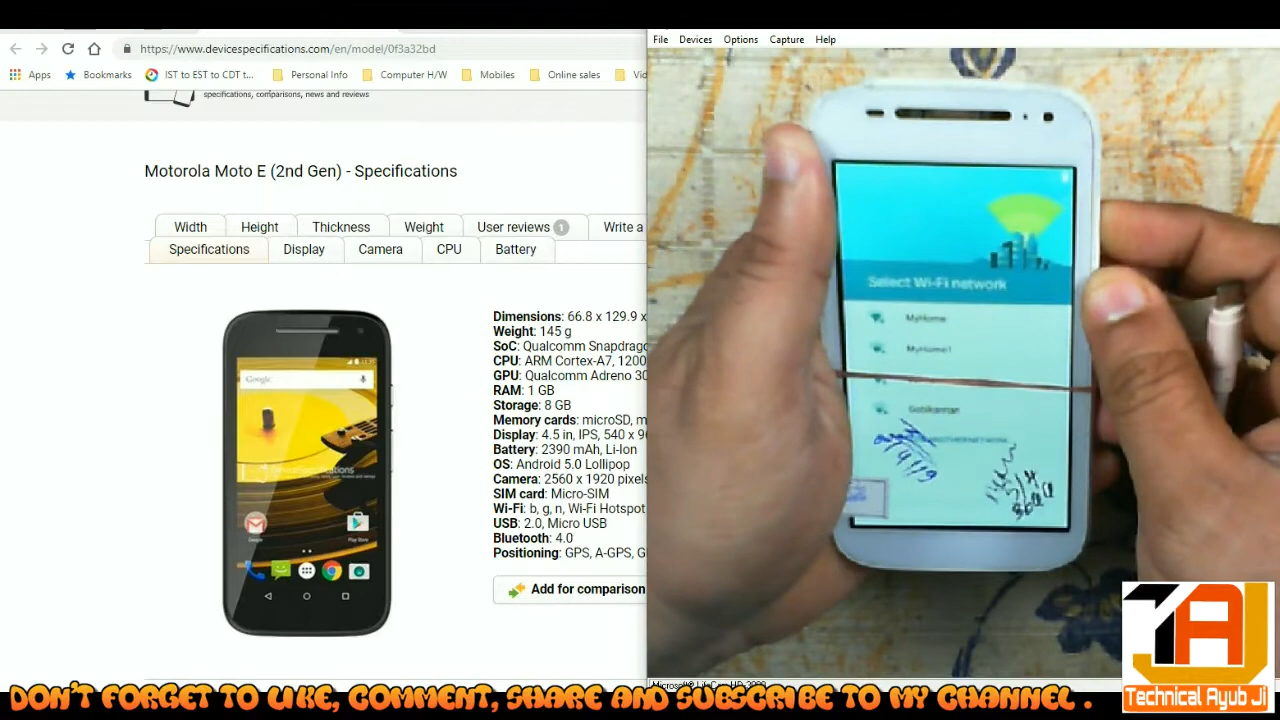 https://www.devicespecifications.com/en/model/0f3a32bd
Apps
Bookmarks
IST to EST to CDT t...
Personal Info
Computer H/W
Mobiles
Online sales
specifications, comparisons, news and reviews
Motorola Moto E (2nd Gen) - Specifications
Width
Height
Thickness
Weight
User reviews 1
Write a
Specifications
Display
Camera
CPU
Battery
Dimensions: 66.8 x 129.9 x
Weight: 145 g
SoC: Qualcomm Snapdrago
CPU: ARM Cortex-A7, 1200
GPU: Qualcomm Adreno 30
RAM: 1 GB
Storage: 8 GB
Memory cards: microSD, m
Display: 4.5 in, IPS, 540 x 96
Battery: 2390 mAh, Li-Ion
OS: Android 5.0 Lollipop
Camera: 2560 x 1920 pixels
SIM card: Micro-SIM
Wi-Fi: b, g, n, Wi-Fi Hotspot
USB: 2.0, Micro USB
Bluetooth: 4.0
Positioning: GPS, A-GPS, G
Add for comparison
Google
Play Store
File Devices Options Capture Help
Select Wi-Fi network
MyHome
MyHome1
TAJ
Technical Ayub Ji
DON'T FORGET TO LIKE, COMMENT, SHARE AND SUBSCRIBE TO MY CHANNEL .